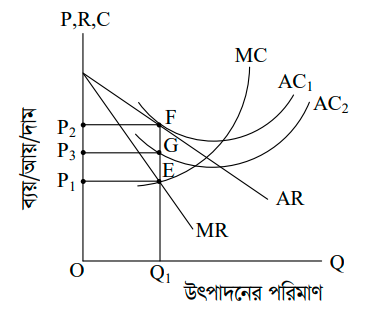 P,R,C
MC
AC₁
AC₂
P₂
F
P₃
G
P₁
E
AR
MR
O
Q₁
Q
ব্যয়/আয়/দাম
উৎপাদনের পরিমাণ